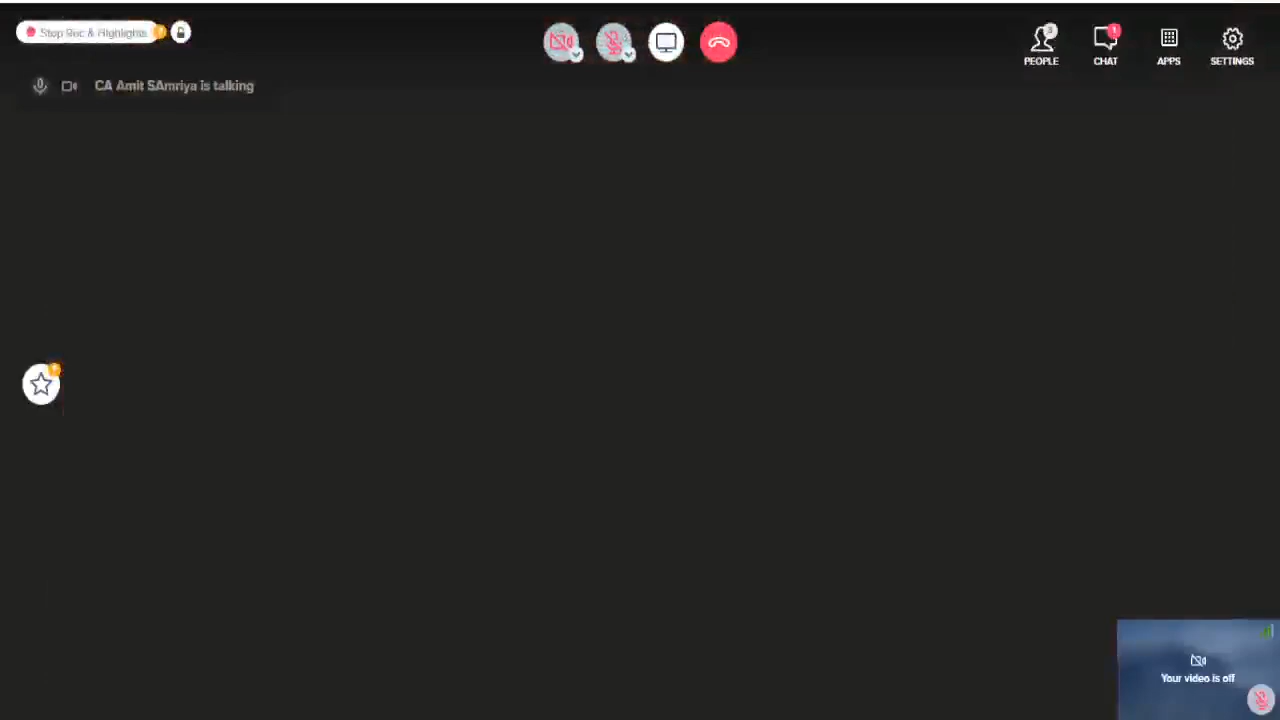 Stop Rec & Highlights
PEOPLE
CHAT
APPS
SETTINGS
CA Amit SAmriya is talking
Your video is off